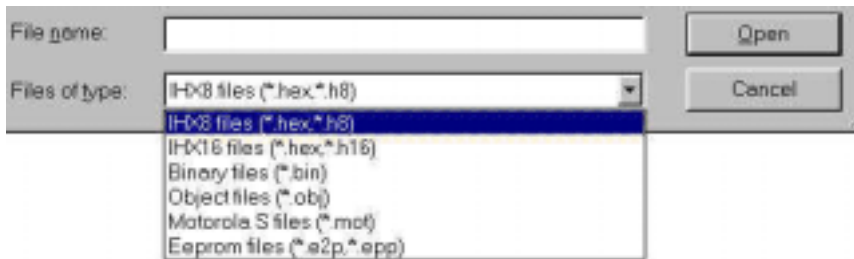 File name:
Open
Files of type:
IHX8 files (*.hex,*.h8)
Cancel
IHX8 files (*.hex,*.h8)
IHX16 files (*.hex,*.h16)
Binary files (*.bin)
Object files (*.obj)
Motorola S files (*.mot)
Eeprom files (*.e2p,*.epp)